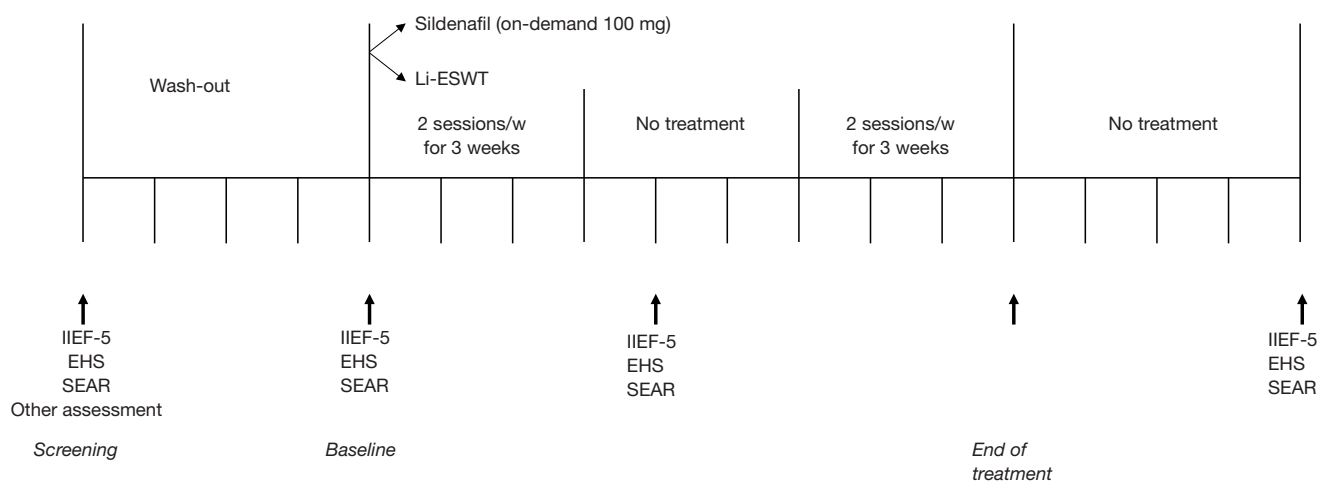 Sildenafil (on-demand 100 mg)
Wash-out
Li-ESWT
2 sessions/w
for 3 weeks
No treatment
2 sessions/w
for 3 weeks
No treatment
IIEF-5
EHS
SEAR
Other assessment
Screening
IIEF-5
EHS
SEAR
Baseline
IIEF-5
EHS
SEAR
End of
treatment
IIEF-5
EHS
SEAR